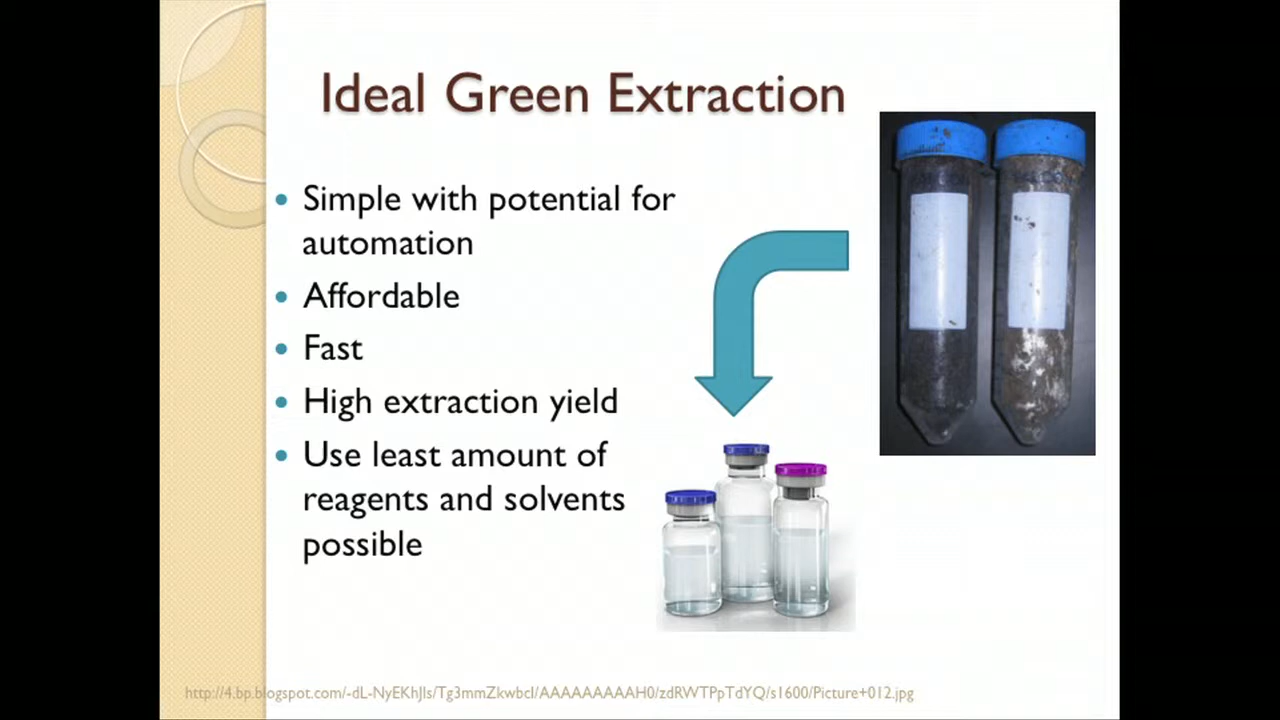 Ideal Green Extraction
Simple with potential for
automation
Affordable
Fast
High extraction yield
Use least amount of
reagents and solvents
possible
http://4.bp.blogspot.com/-dL-NyEKhJIs/Tg3mmZkwbcI/AAAAAAAAAH0/zdRWTPpTdYQ/s1600/Picture+012.jpg